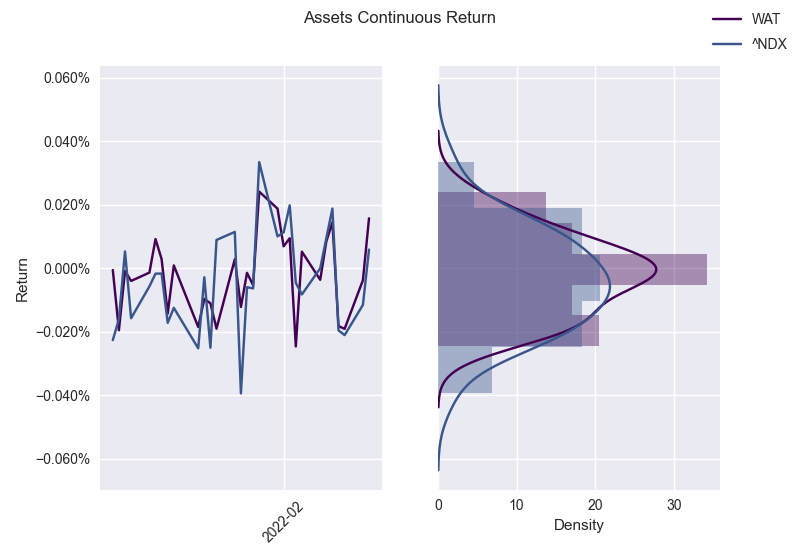 Assets Continuous Return
WAT
^NDX
0.060%
0.040%
0.020%
0.000%
−0.020%
−0.040%
−0.060%
Return
2022-02
0
10
20
30
Density